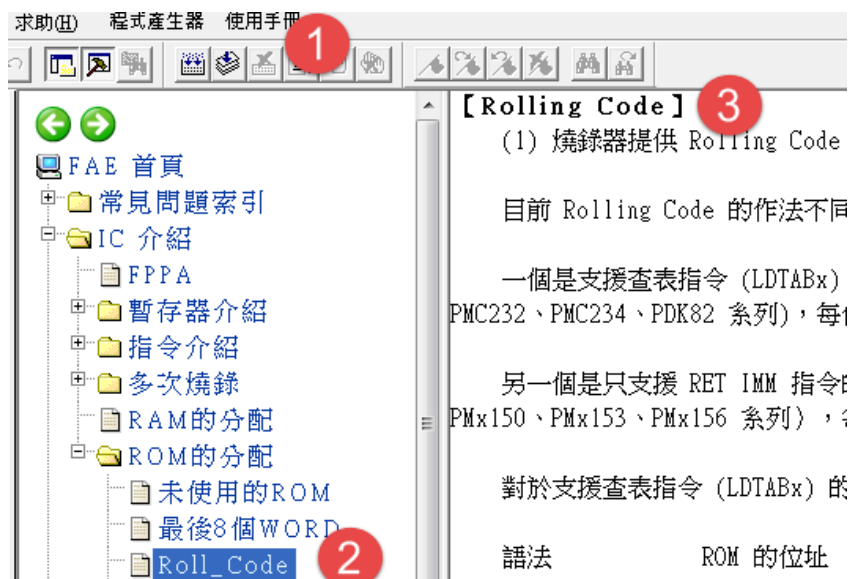 求助(H) 程式產生器 使用手冊
1
FAE 首頁
常見問題索引
IC 介紹
FPPA
暫存器介紹
指令介紹
多次燒錄
RAM的分配
ROM的分配
未使用的ROM
最後8個WORD
Roll_Code
2
【Rolling Code】
3
(1) 燒錄器提供 Rolling Code
目前 Rolling Code 的作法不同
一個是支援查表指令 (LDTABx)
PMC232、PMC234、PDK82 系列)，每
另一個是只支援 RET IMM 指令
PMx150、PMx153、PMx156 系列)，
對於支援查表指令 (LDTABx) 的
語法 ROM 的位址